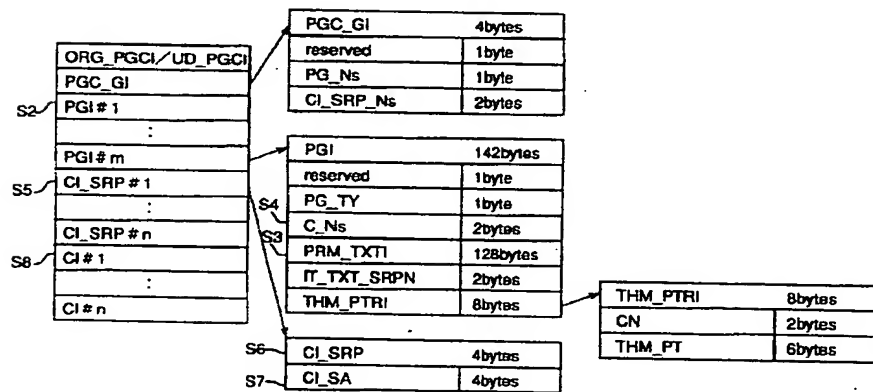 ORG_PGCI/UD_PGCI
PGC_GI
S2 PGI#1
:
PGI#m
S5 CI_SRP#1
:
CI_SRP#n
S8 CI#1
:
CI#n
PGC_GI 4bytes
reserved 1byte
PG_Ns 1byte
CI_SRP_Ns 2bytes
PGI 142bytes
reserved 1byte
PG_TY 1byte
S4 C_Ns 2bytes
S3 PRM_TXTI 128bytes
IT_TXT_SRPN 2bytes
THM_PTRI 8bytes
S6 CI_SRP 4bytes
S7 CI_SA 4bytes
THM_PTRI 8bytes
CN 2bytes
THM_PT 6bytes